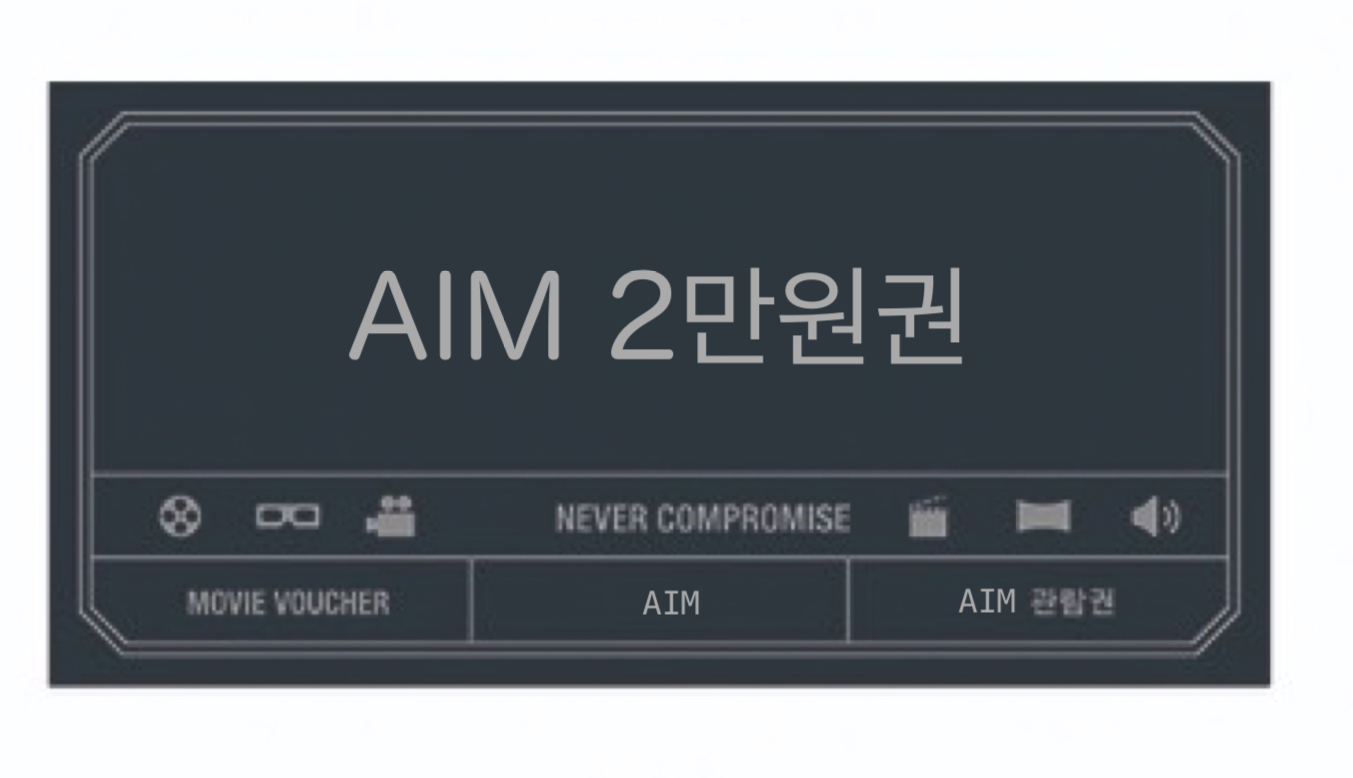 AIM 2만원권
NEVER COMPROMISE
MOVIE VOUCHER
AIM
AIM 관람권